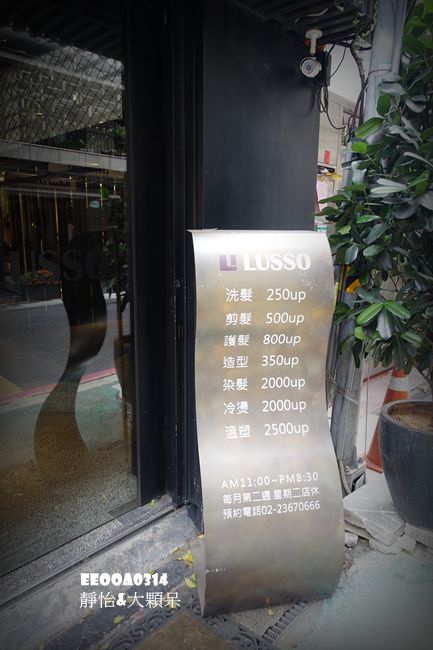 LUSSO
LUSSO
洗髮 250up
剪髮 500up
護髮 800up
造型 350up
染髮 2000up
冷燙 2000up
溫塑 2500up
AM11:00~PM8:30
每月第二週 星期二店休
預約電話02-23670666
EEOOA0314
靜怡&大顆呆